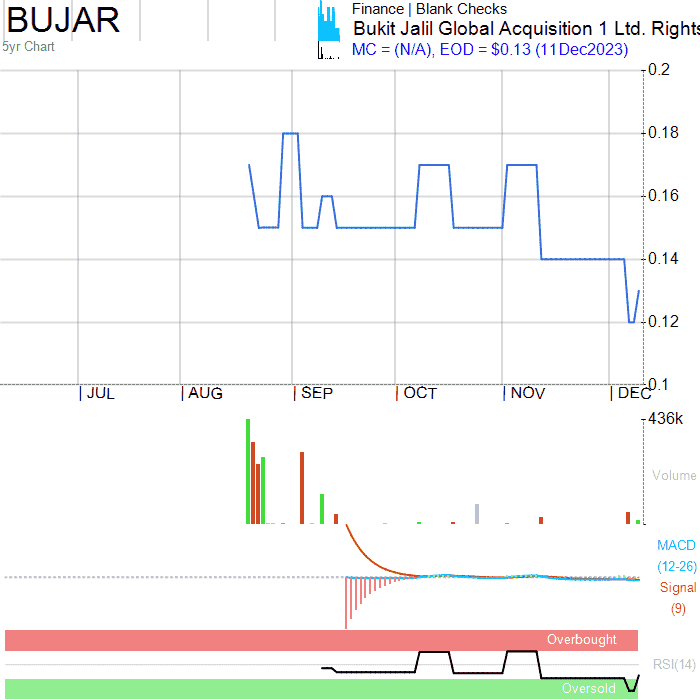 BUJAR
5yr Chart
Finance | Blank Checks
Bukit Jalil Global Acquisition 1 Ltd. Rights
MC = (N/A), EOD = $0.13 (11Dec2023)
0.2
0.18
0.16
0.14
0.12
0.1
JUL AUG SEP OCT NOV DEC
436k
Volume
MACD
(12-26)
Signal
(9)
Overbought
RSI(14)
Oversold